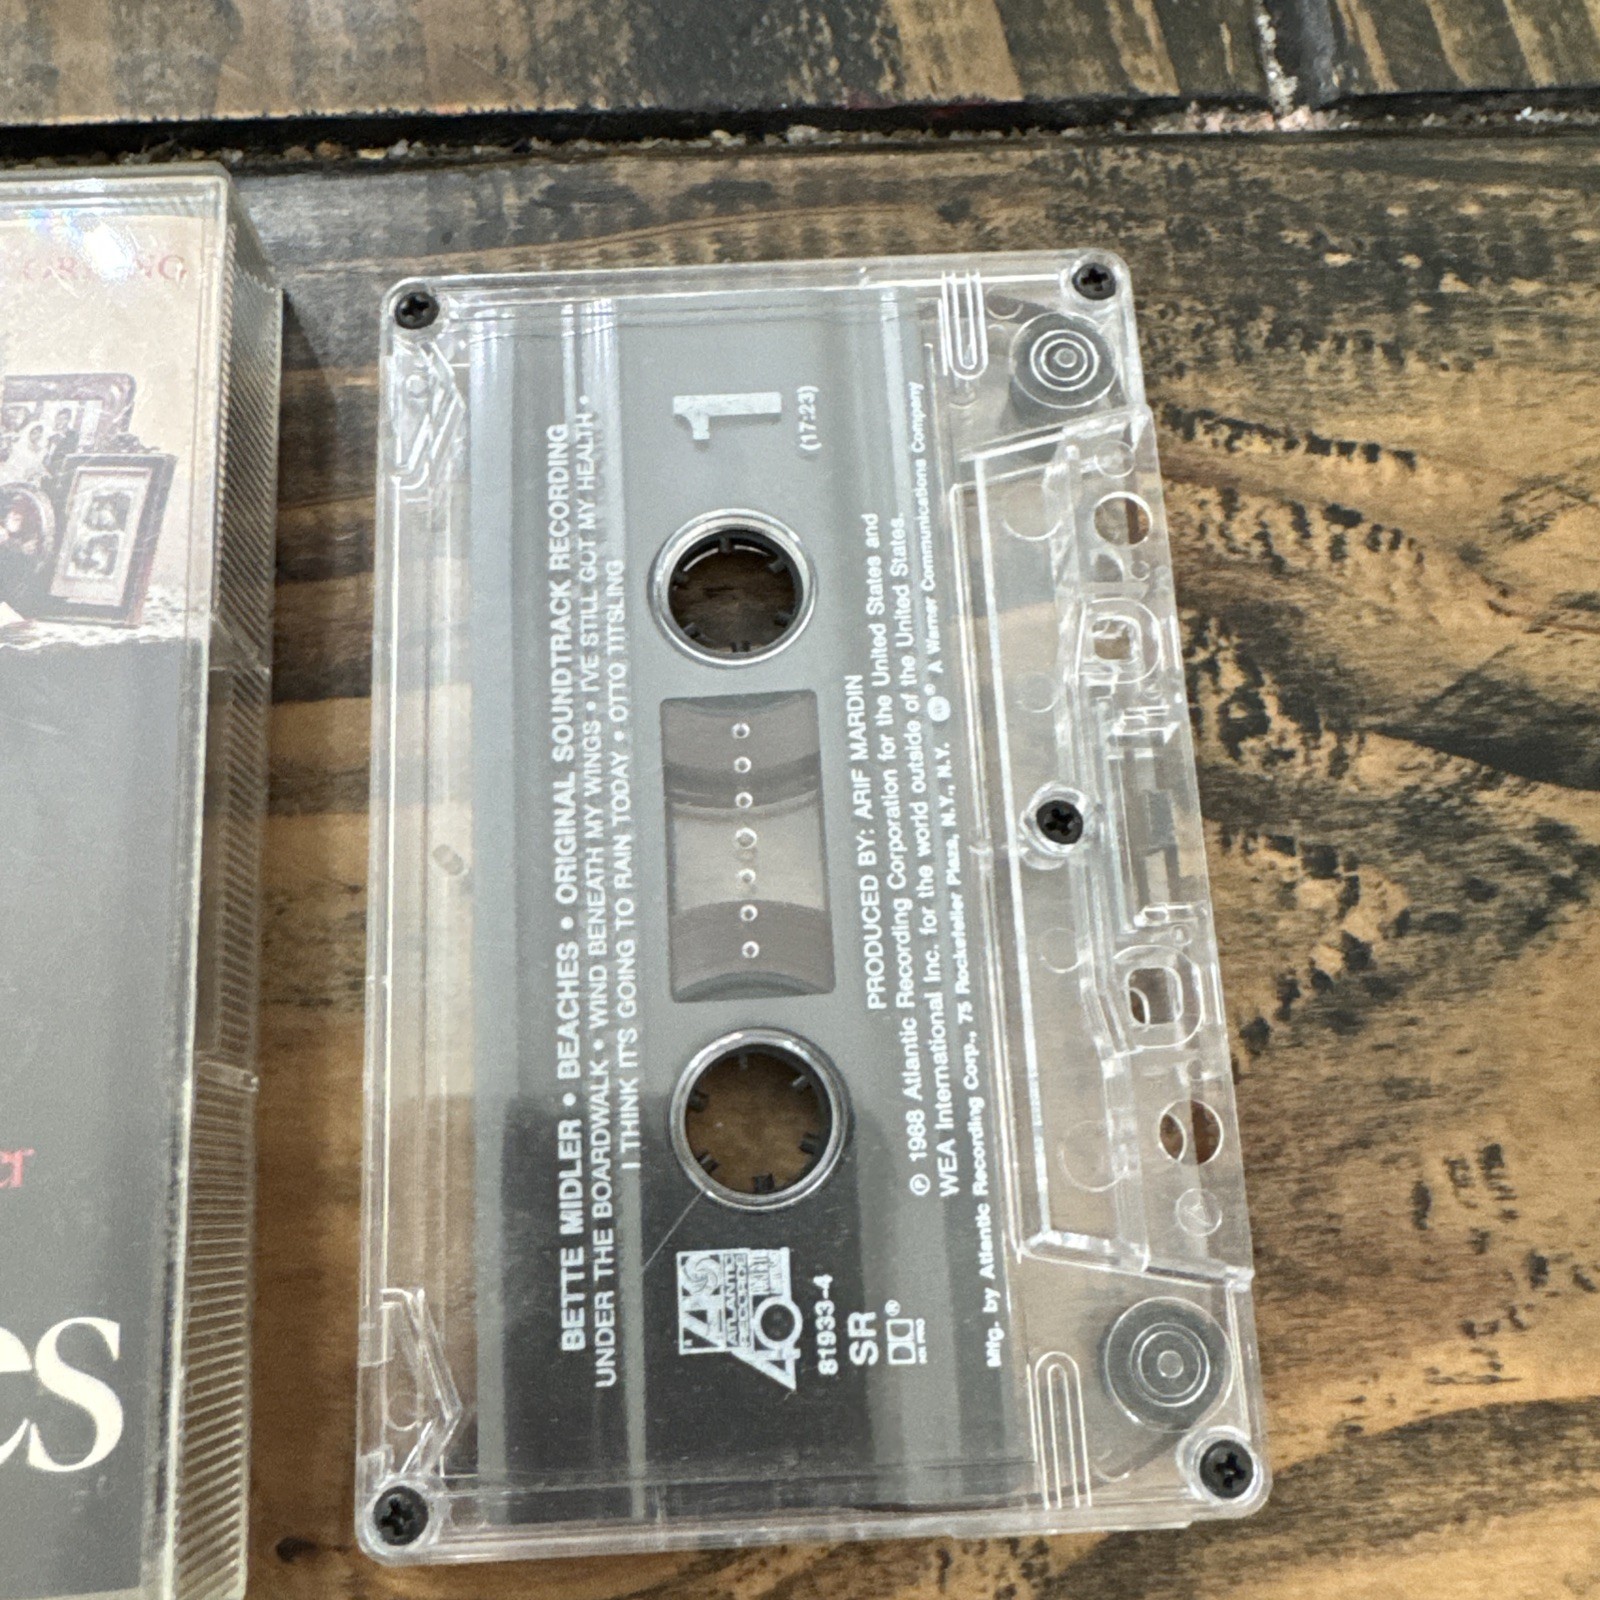 BETTE MIDLER • BEACHES • ORIGINAL SOUNDTRACK RECORDING
UNDER THE BOARDWALK • WIND BENEATH MY WINGS • I'VE STILL GOT MY HEALTH •
I THINK IT'S GOING TO RAIN TODAY • OTTO TITSLING
1
(17:23)
ATLANTIC
RECORDS
40
81933-4
SR
HX PRO
PRODUCED BY: ARIF MARDIN
℗ 1988 Atlantic Recording Corporation for the United States and
WEA International Inc. for the world outside of the United States.
Mfg. by Atlantic Recording Corp., 75 Rockefeller Plaza, N.Y., N.Y. ® A Warner Communications Company
er
es